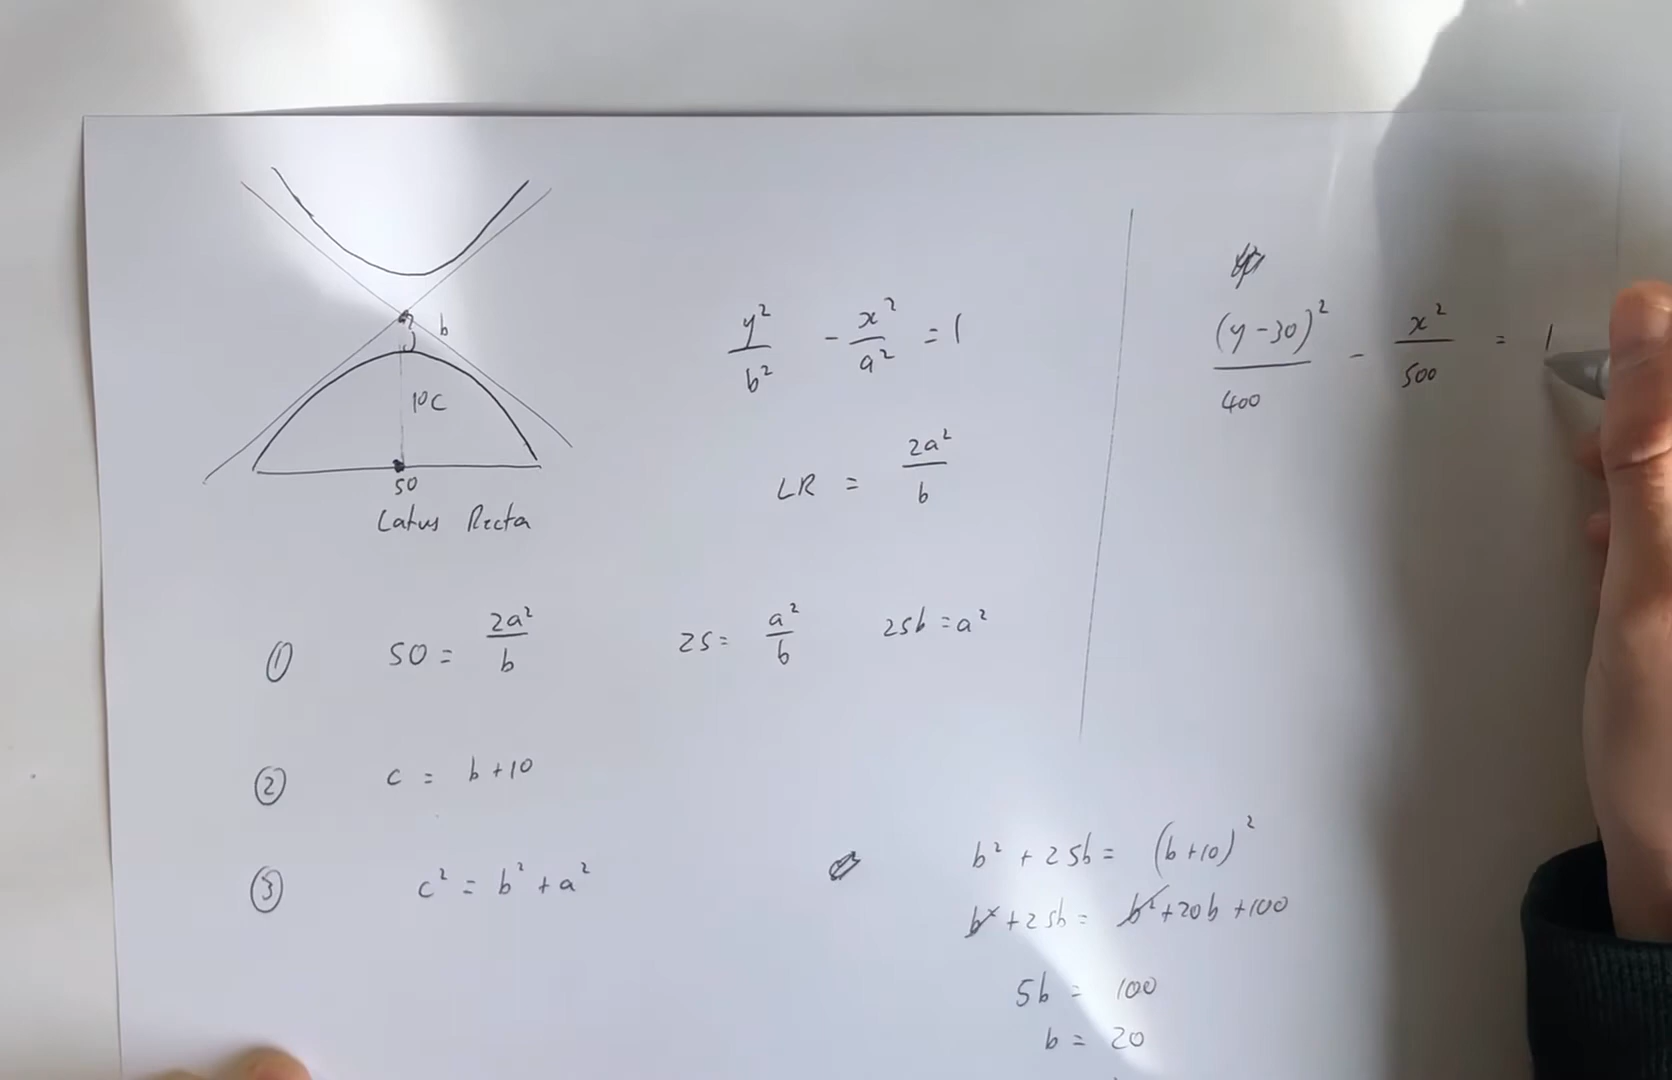 b
10c
50
Latus Recta
y² / b² - x² / a² = 1
LR = 2a² / b
① 50 = 2a² / b 25 = a² / b 25b = a²
② c = b + 10
③ c² = b² + a²
b² + 25b = (b + 10)²
b² + 25b = b² + 20b + 100
5b = 100
b = 20
(y - 30)² / 400 - x² / 500 = 1